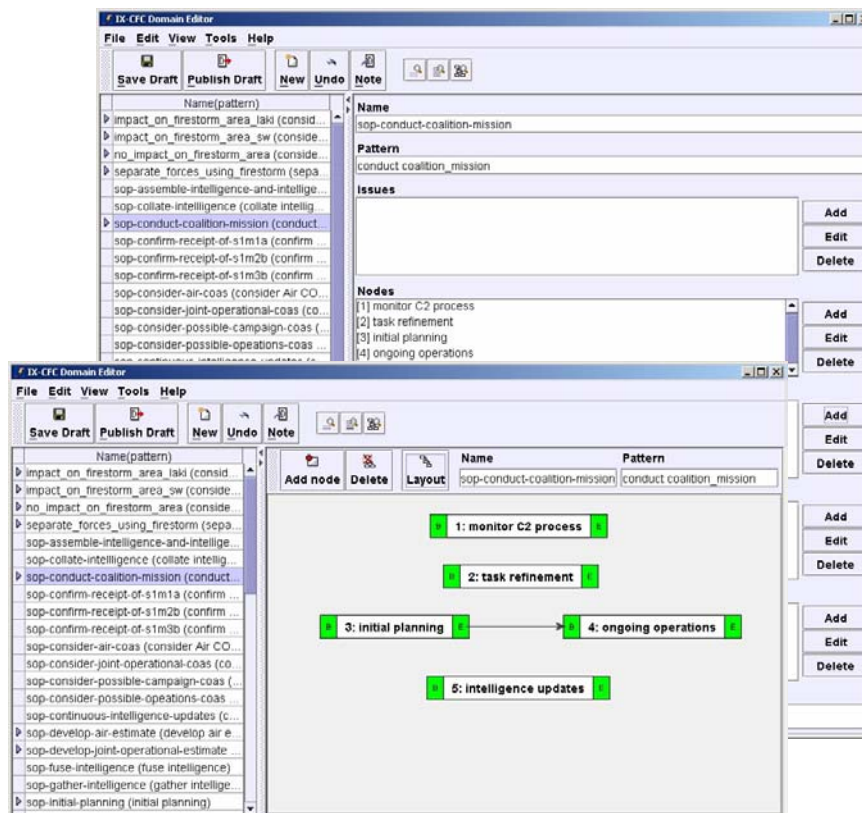 IX-CFC Domain Editor
File Edit View Tools Help
Save Draft Publish Draft New Undo Note
Name(pattern)
impact_on_firestorm_area_laki (consid...
impact_on_firestorm_area_sw (conside...
no_impact_on_firestorm_area (conside...
separate_forces_using_firestorm (sepa...
sop-assemble-intelligence-and-intellige...
sop-collate-intellligence (collate intellig...
sop-conduct-coalition-mission (conduct...
sop-confirm-receipt-of-s1m1a (confirm ...
sop-confirm-receipt-of-s1m2b (confirm ...
sop-confirm-receipt-of-s1m3b (confirm ...
sop-consider-air-coas (consider Air CO...
sop-consider-joint-operational-coas (co...
sop-consider-possible-campaign-coas (...
sop-consider-possible-opeations-coas ...
Name
sop-conduct-coalition-mission
Pattern
conduct coalition_mission
Issues
Add
Edit
Delete
Nodes
[1] monitor C2 process
[2] task refinement
[3] initial planning
[4] ongoing operations
Add
Edit
Delete
Add
Edit
Delete
Add
Edit
Delete
Add
Edit
Delete
IX-CFC Domain Editor
File Edit View Tools Help
Save Draft Publish Draft New Undo Note
Name(pattern)
impact_on_firestorm_area_laki (consid...
impact_on_firestorm_area_sw (conside...
no_impact_on_firestorm_area (conside...
separate_forces_using_firestorm (sepa...
sop-assemble-intelligence-and-intellige...
sop-collate-intellligence (collate intellig...
sop-conduct-coalition-mission (conduct...
sop-confirm-receipt-of-s1m1a (confirm ...
sop-confirm-receipt-of-s1m2b (confirm ...
sop-confirm-receipt-of-s1m3b (confirm ...
sop-consider-air-coas (consider Air CO...
sop-consider-joint-operational-coas (co...
sop-consider-possible-campaign-coas (...
sop-consider-possible-opeations-coas ...
sop-continuous-intelligence-updates (c...
sop-develop-air-estimate (develop air e...
sop-develop-joint-operational-estimate ...
sop-fuse-intelligence (fuse intelligence)
sop-gather-intelligence (gather intellige...
sop-initial-planning (initial planning)
Add node Delete Layout
Name Pattern
sop-conduct-coalition-mission conduct coalition_mission
B 1: monitor C2 process E
B 2: task refinement E
B 3: initial planning E B 4: ongoing operations E
B 5: intelligence updates E